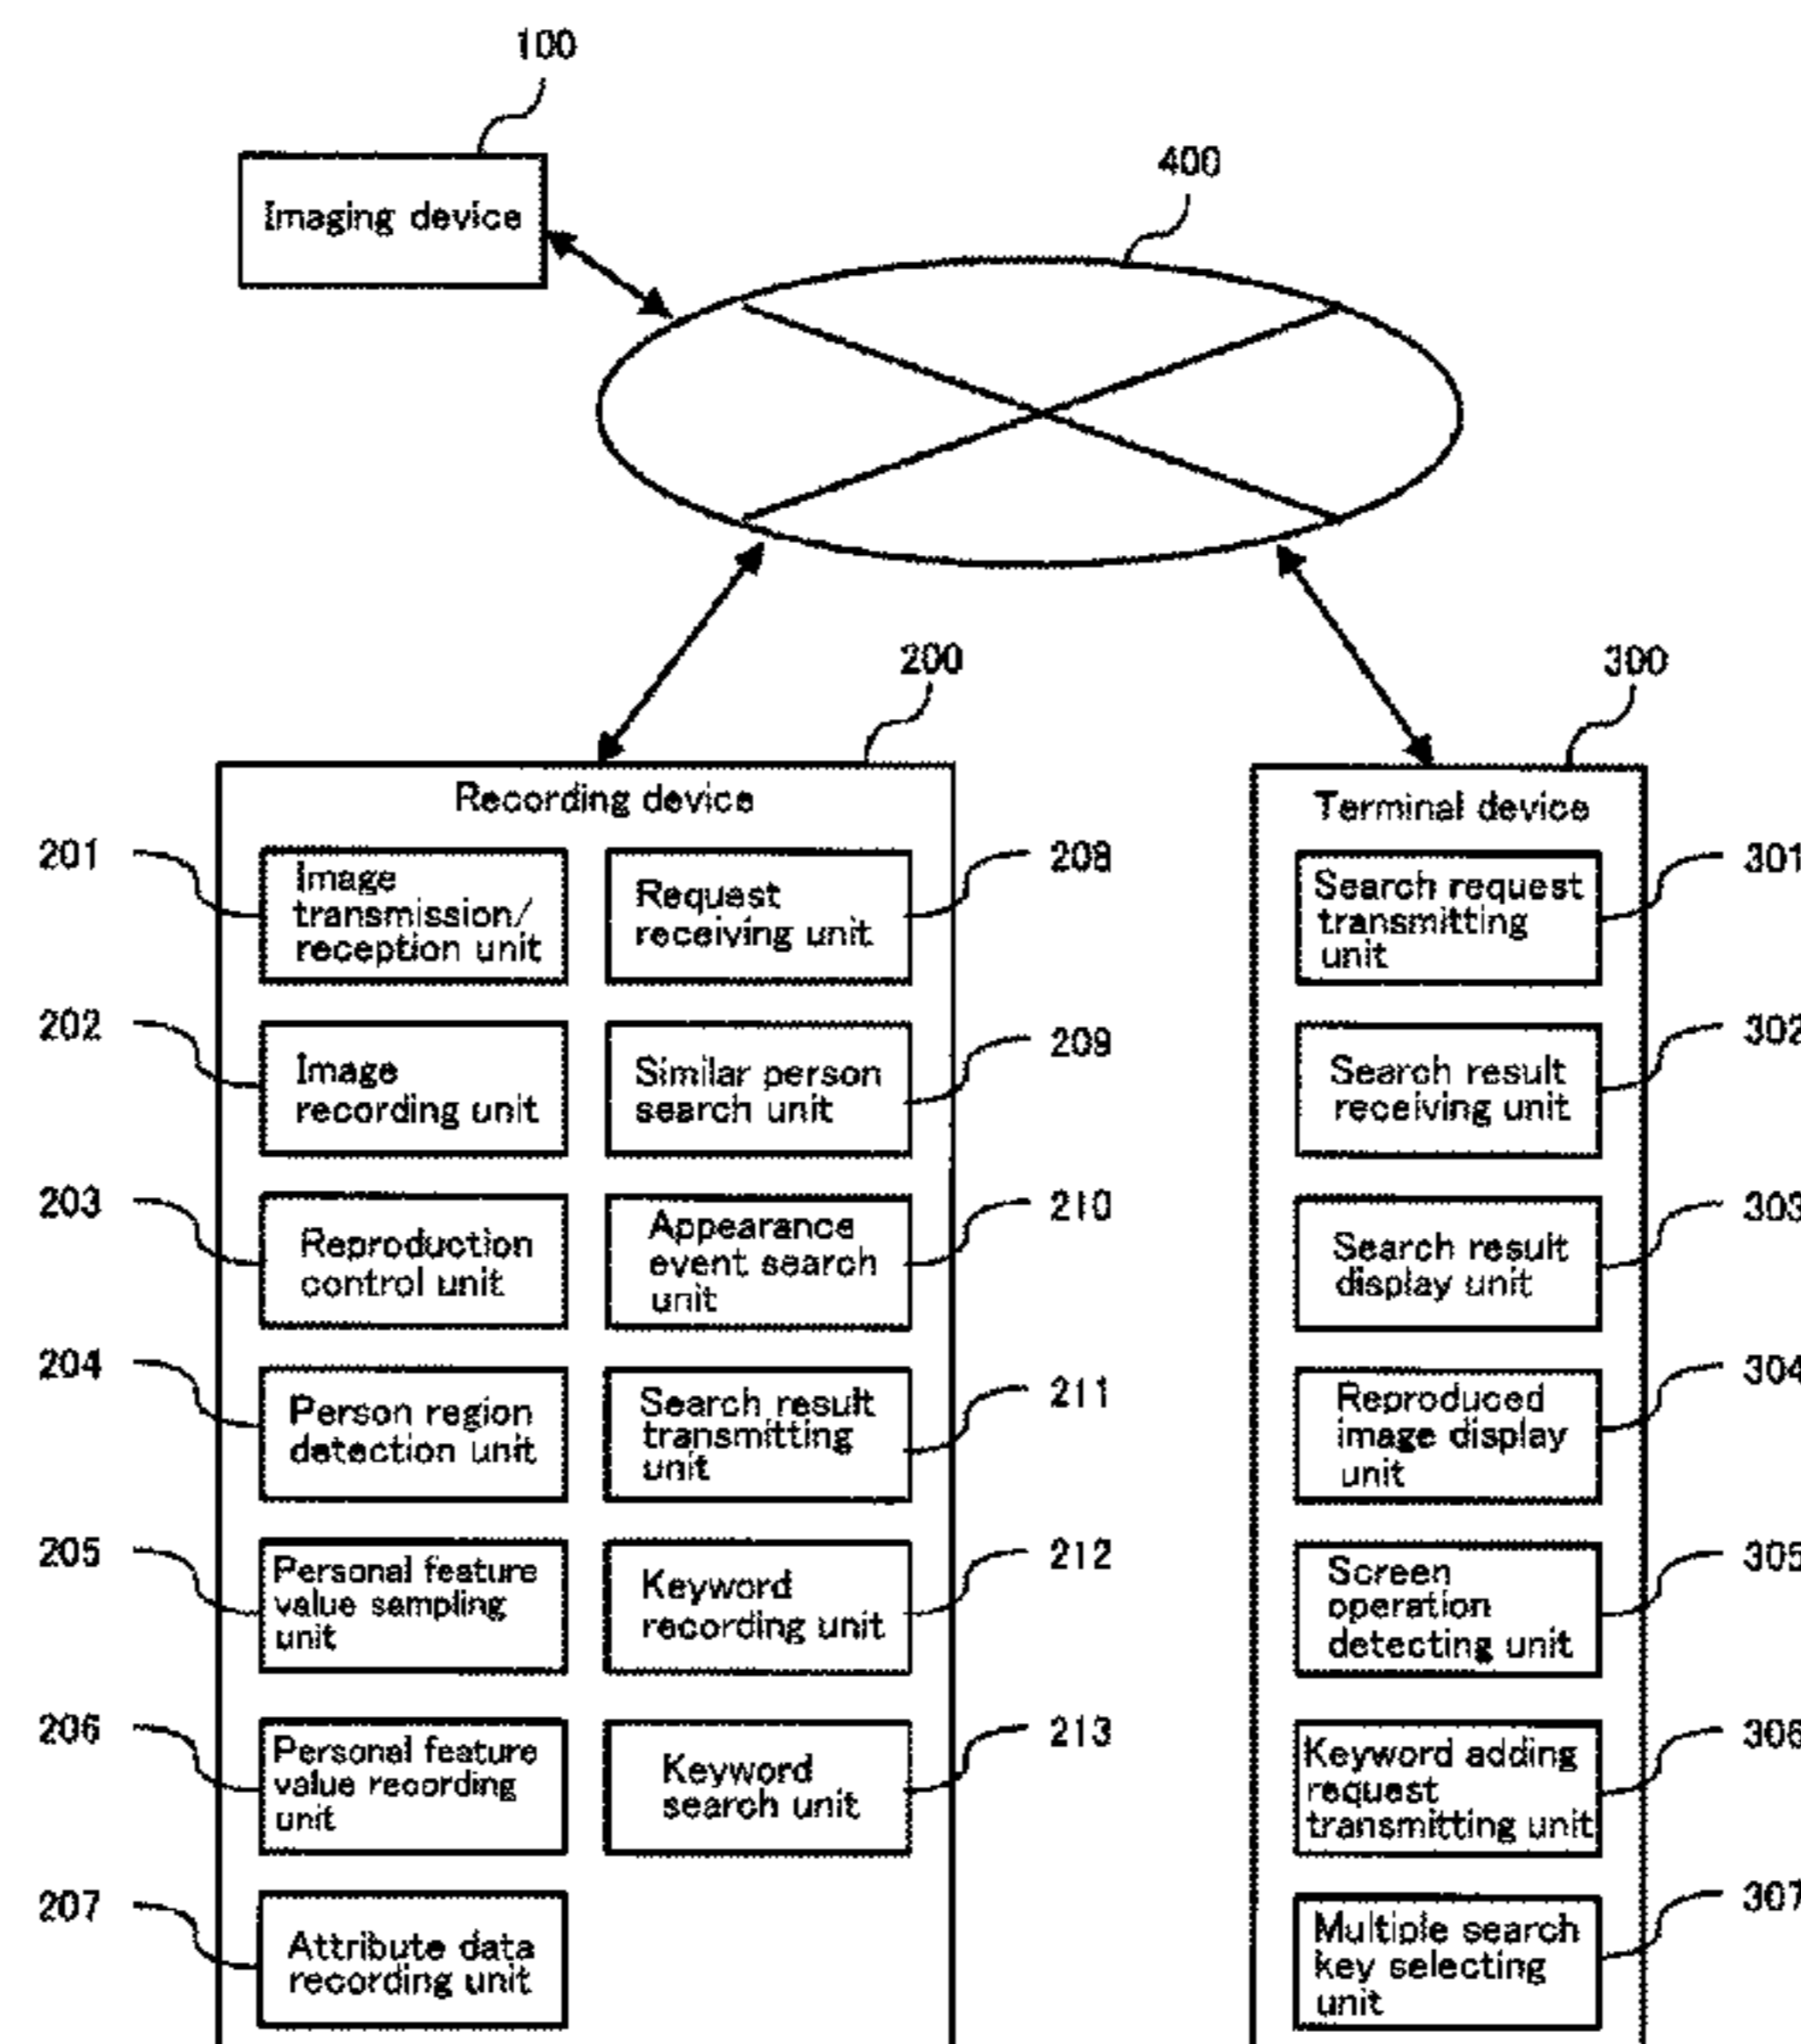 100
400
Imaging device
200
300
Recording device
Terminal device
201
Image
transmission/
reception unit
Request
receiving unit
208
Search request
transmitting
unit
301
202
Image
recording unit
Similar person
search unit
209
Search result
receiving unit
302
203
Reproduction
control unit
Appearance
event search
unit
210
Search result
display unit
303
204
Person region
detection unit
Search result
transmitting
unit
211
Reproduced
image display
unit
304
205
Personal feature
value sampling
unit
Keyword
recording unit
212
Screen
operation
detecting unit
305
206
Personal feature
value recording
unit
Keyword
search unit
213
Keyword adding
request
transmitting unit
306
207
Attribute data
recording unit
Multiple search
key selecting
unit
307